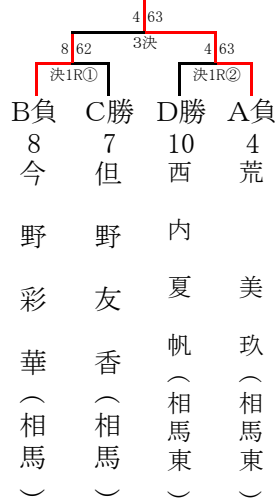 4 63
3決
8 62
4 63
決1R①
決1R②
B負 C勝 D勝 A負
8 7 10 4
今野彩華(相馬)
但野友香(相馬)
西内夏帆(相馬東)
荒美玖(相馬東)